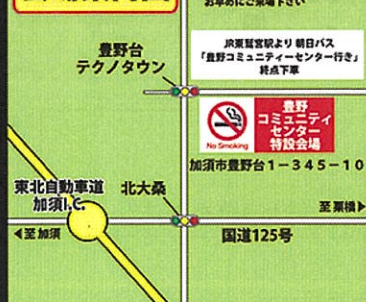 お早めにご来場下さい
JR東鷲宮駅より 朝日バス
「豊野コミュニティーセンター行き」
終点下車
豊野台
テクノタウン
豊野
コミュニティ
センター
特設会場
No Smoking
加須市豊野台1-345-10
東北自動車道
加須I.C.
北大桑
至栗橋▶
◀至加須
国道125号